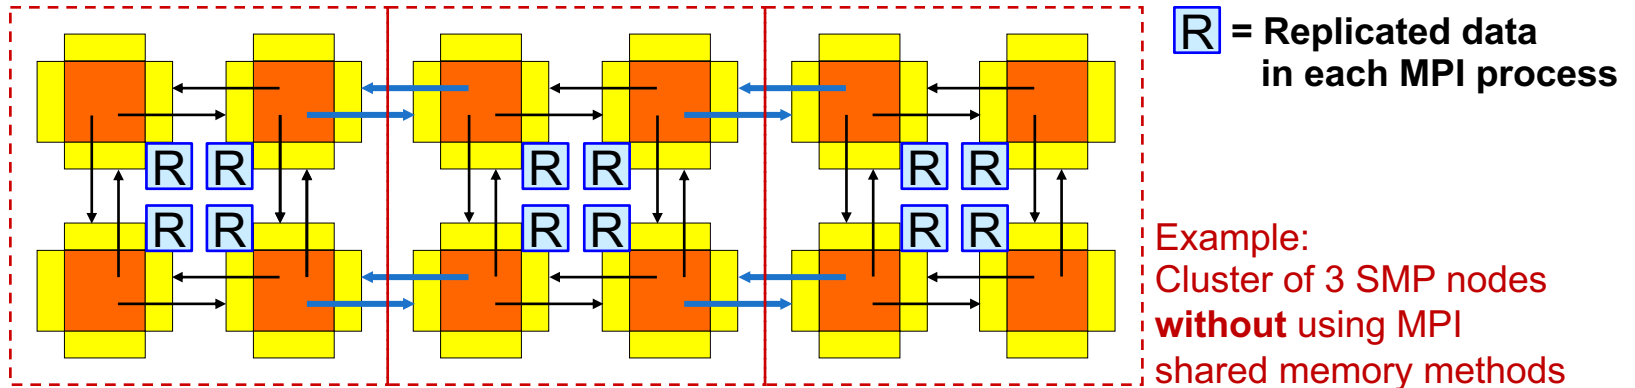 R = Replicated data
in each MPI process
R R R R R R
R R R R R R
Example:
Cluster of 3 SMP nodes
without using MPI
shared memory methods